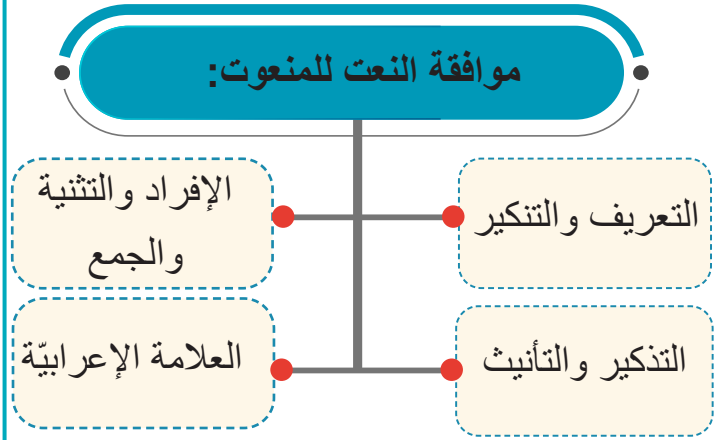 موافقة النعت للمنعوت:
التعريف والتنكير
الإفراد والتثنية
والجمع
التذكير والتأنيث
العلامة الإعرابيّة